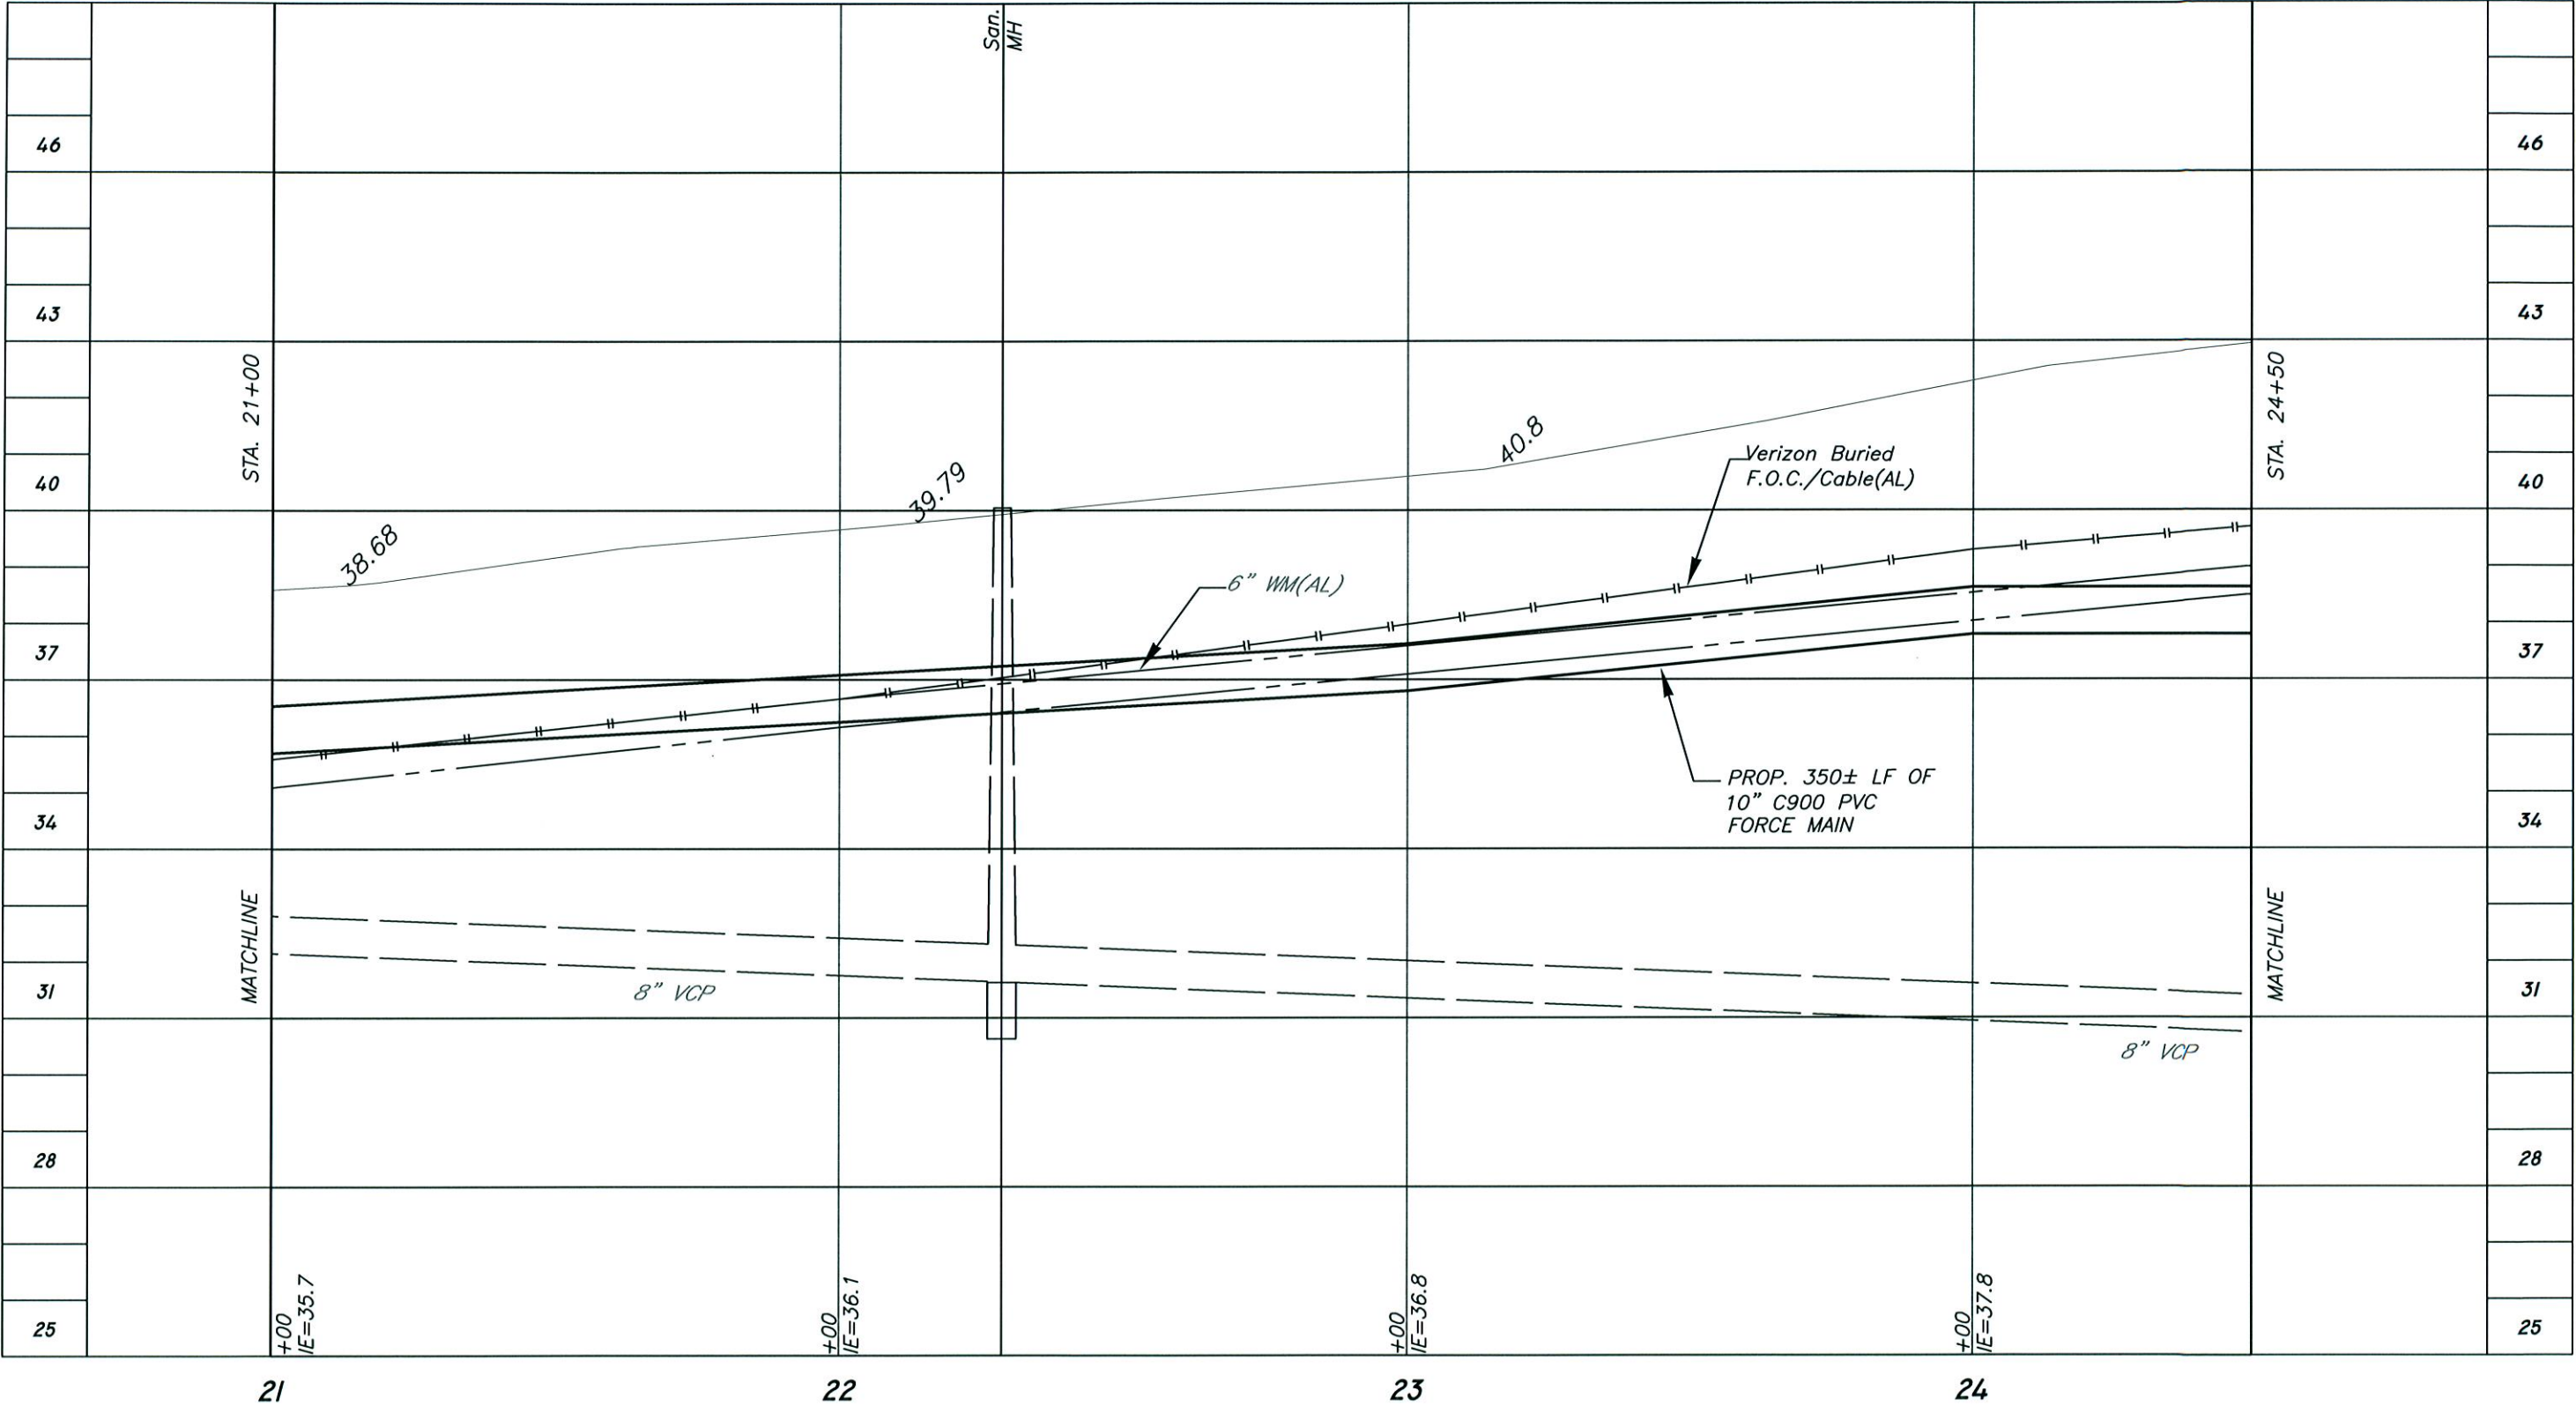 San.
MH
46
46
43
43
STA. 21+00
STA. 24+50
40
40
40.8
39.79
38.68
Verizon Buried
F.O.C./Cable(AL)
6" WM(AL)
37
37
PROP. 350± LF OF
10" C900 PVC
FORCE MAIN
34
34
MATCHLINE
MATCHLINE
31
31
8" VCP
8" VCP
28
28
25
25
+00
IE=35.7
+00
IE=36.1
+00
IE=36.8
+00
IE=37.8
21
22
23
24